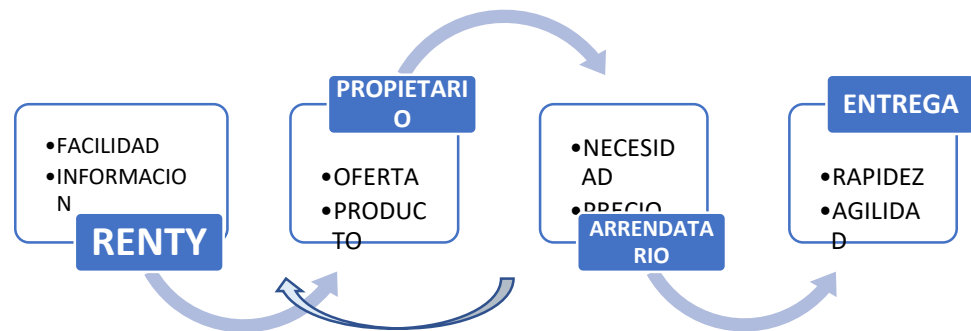 •FACILIDAD
•INFORMACIO
N
RENTY
PROPIETARI
O
•OFERTA
•PRODUC
TO
•NECESID
AD
•PRECIO
ARRENDATA
RIO
ENTREGA
•RAPIDEZ
•AGILIDA
D